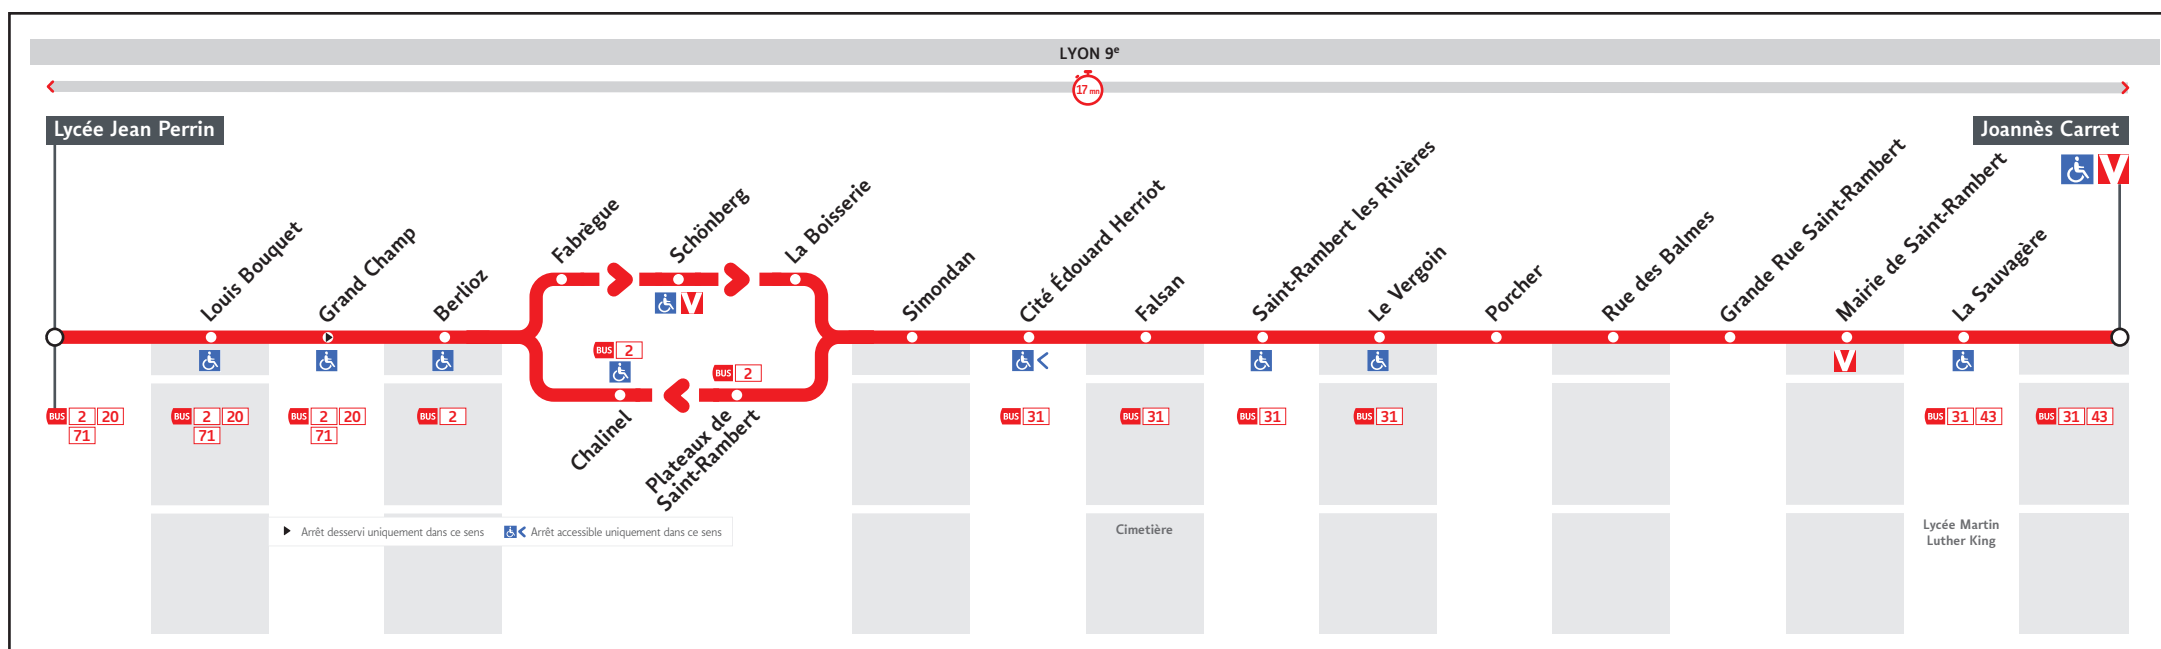 LYON 9e
17 mn
Lycée Jean Perrin
Joannès Carret
Louis Bouquet
Grand Champ
Berlioz
Fabrègue
Schönberg
La Boisserie
Simondan
Cité Édouard Herriot
Falsan
Saint-Rambert les Rivières
Le Vergoin
Porcher
Rue des Balmes
Grande Rue Saint-Rambert
Mairie de Saint-Rambert
La Sauvagère
V
V
V
BUS 2
BUS 2
Chalinel
Plateaux de
Saint-Rambert
BUS 2 20
71
BUS 2 20
71
BUS 2 20
71
BUS 2
BUS 31
BUS 31
BUS 31
BUS 31
BUS 31 43
BUS 31 43
Arrêt desservi uniquement dans ce sens
Arrêt accessible uniquement dans ce sens
Cimetière
Lycée Martin
Luther King